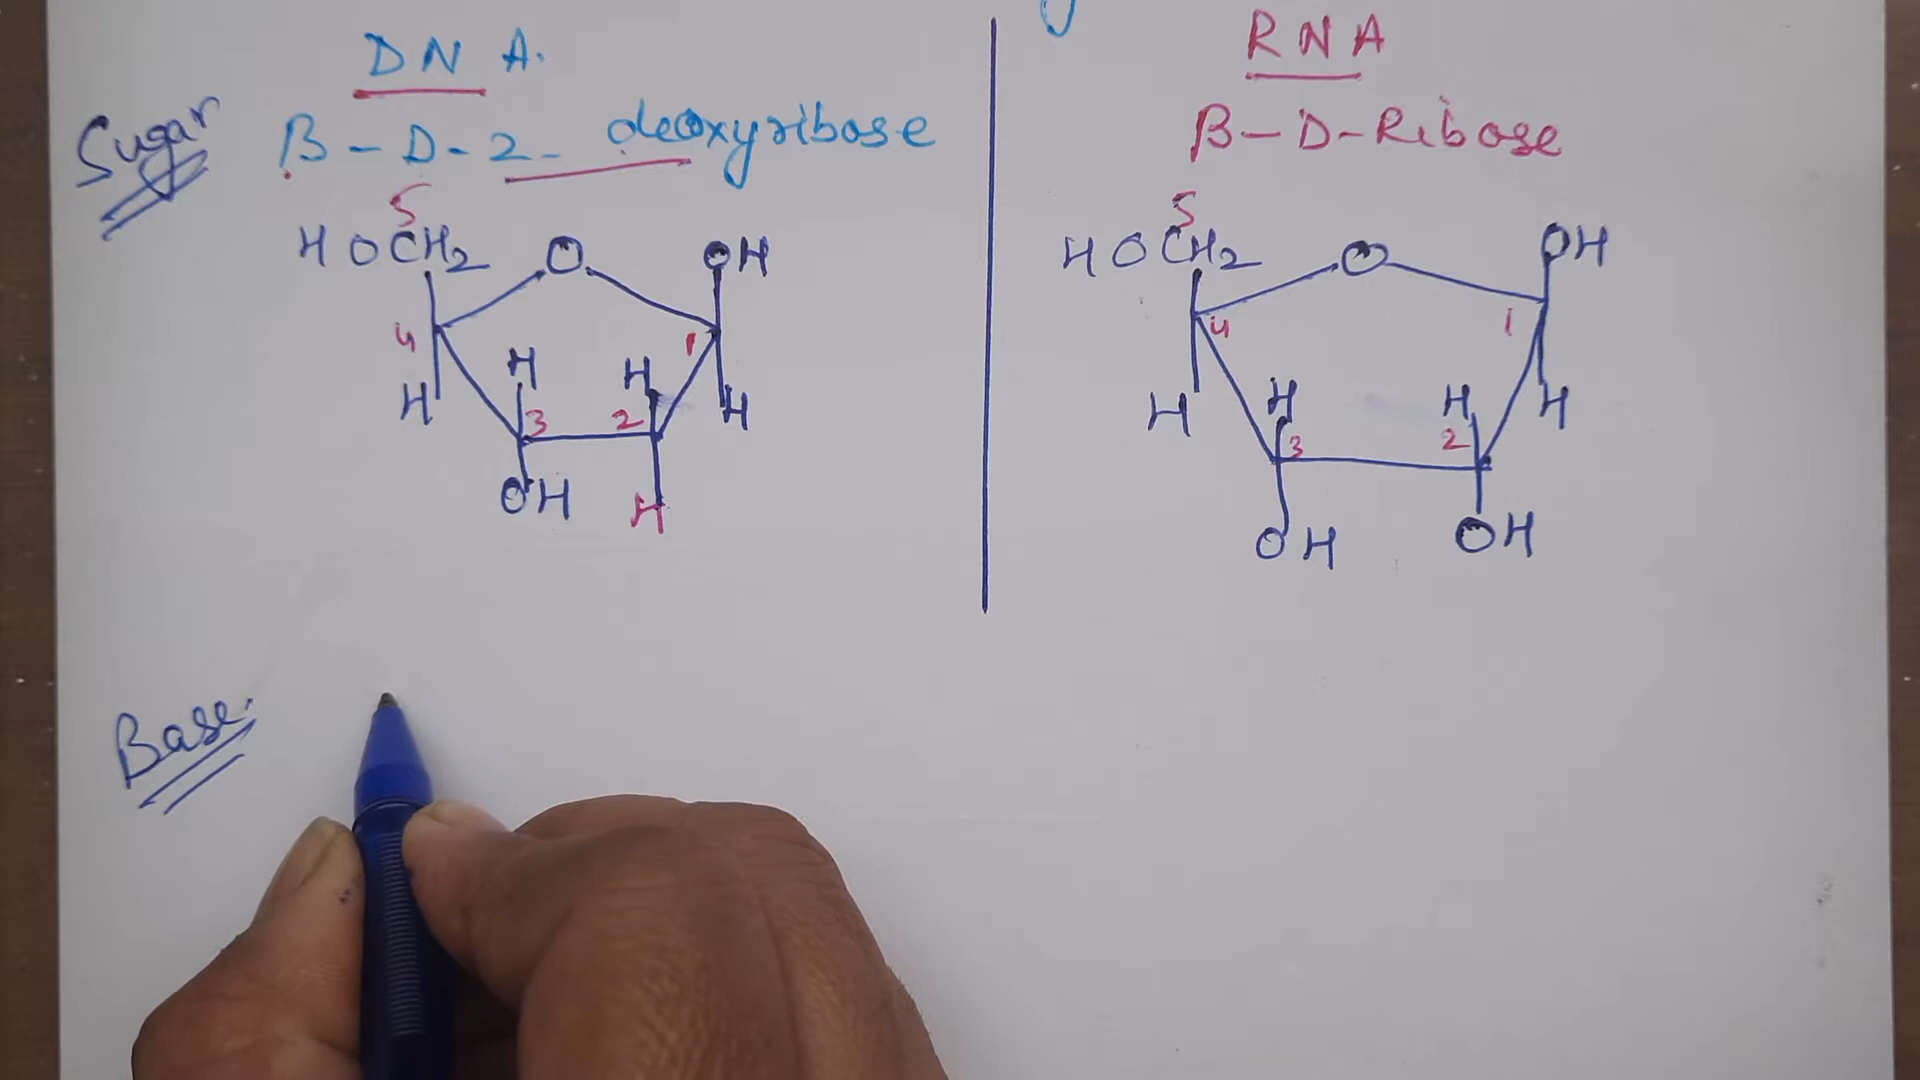 DNA.
RNA
Sugar
B-D-2-deoxyribose
B-D-Ribose
5
HOCH2 O OH
4 1
H H H H
3 2
OH H
5
HOCH2 O OH
4 1
H H H H
3 2
OH OH
Base.